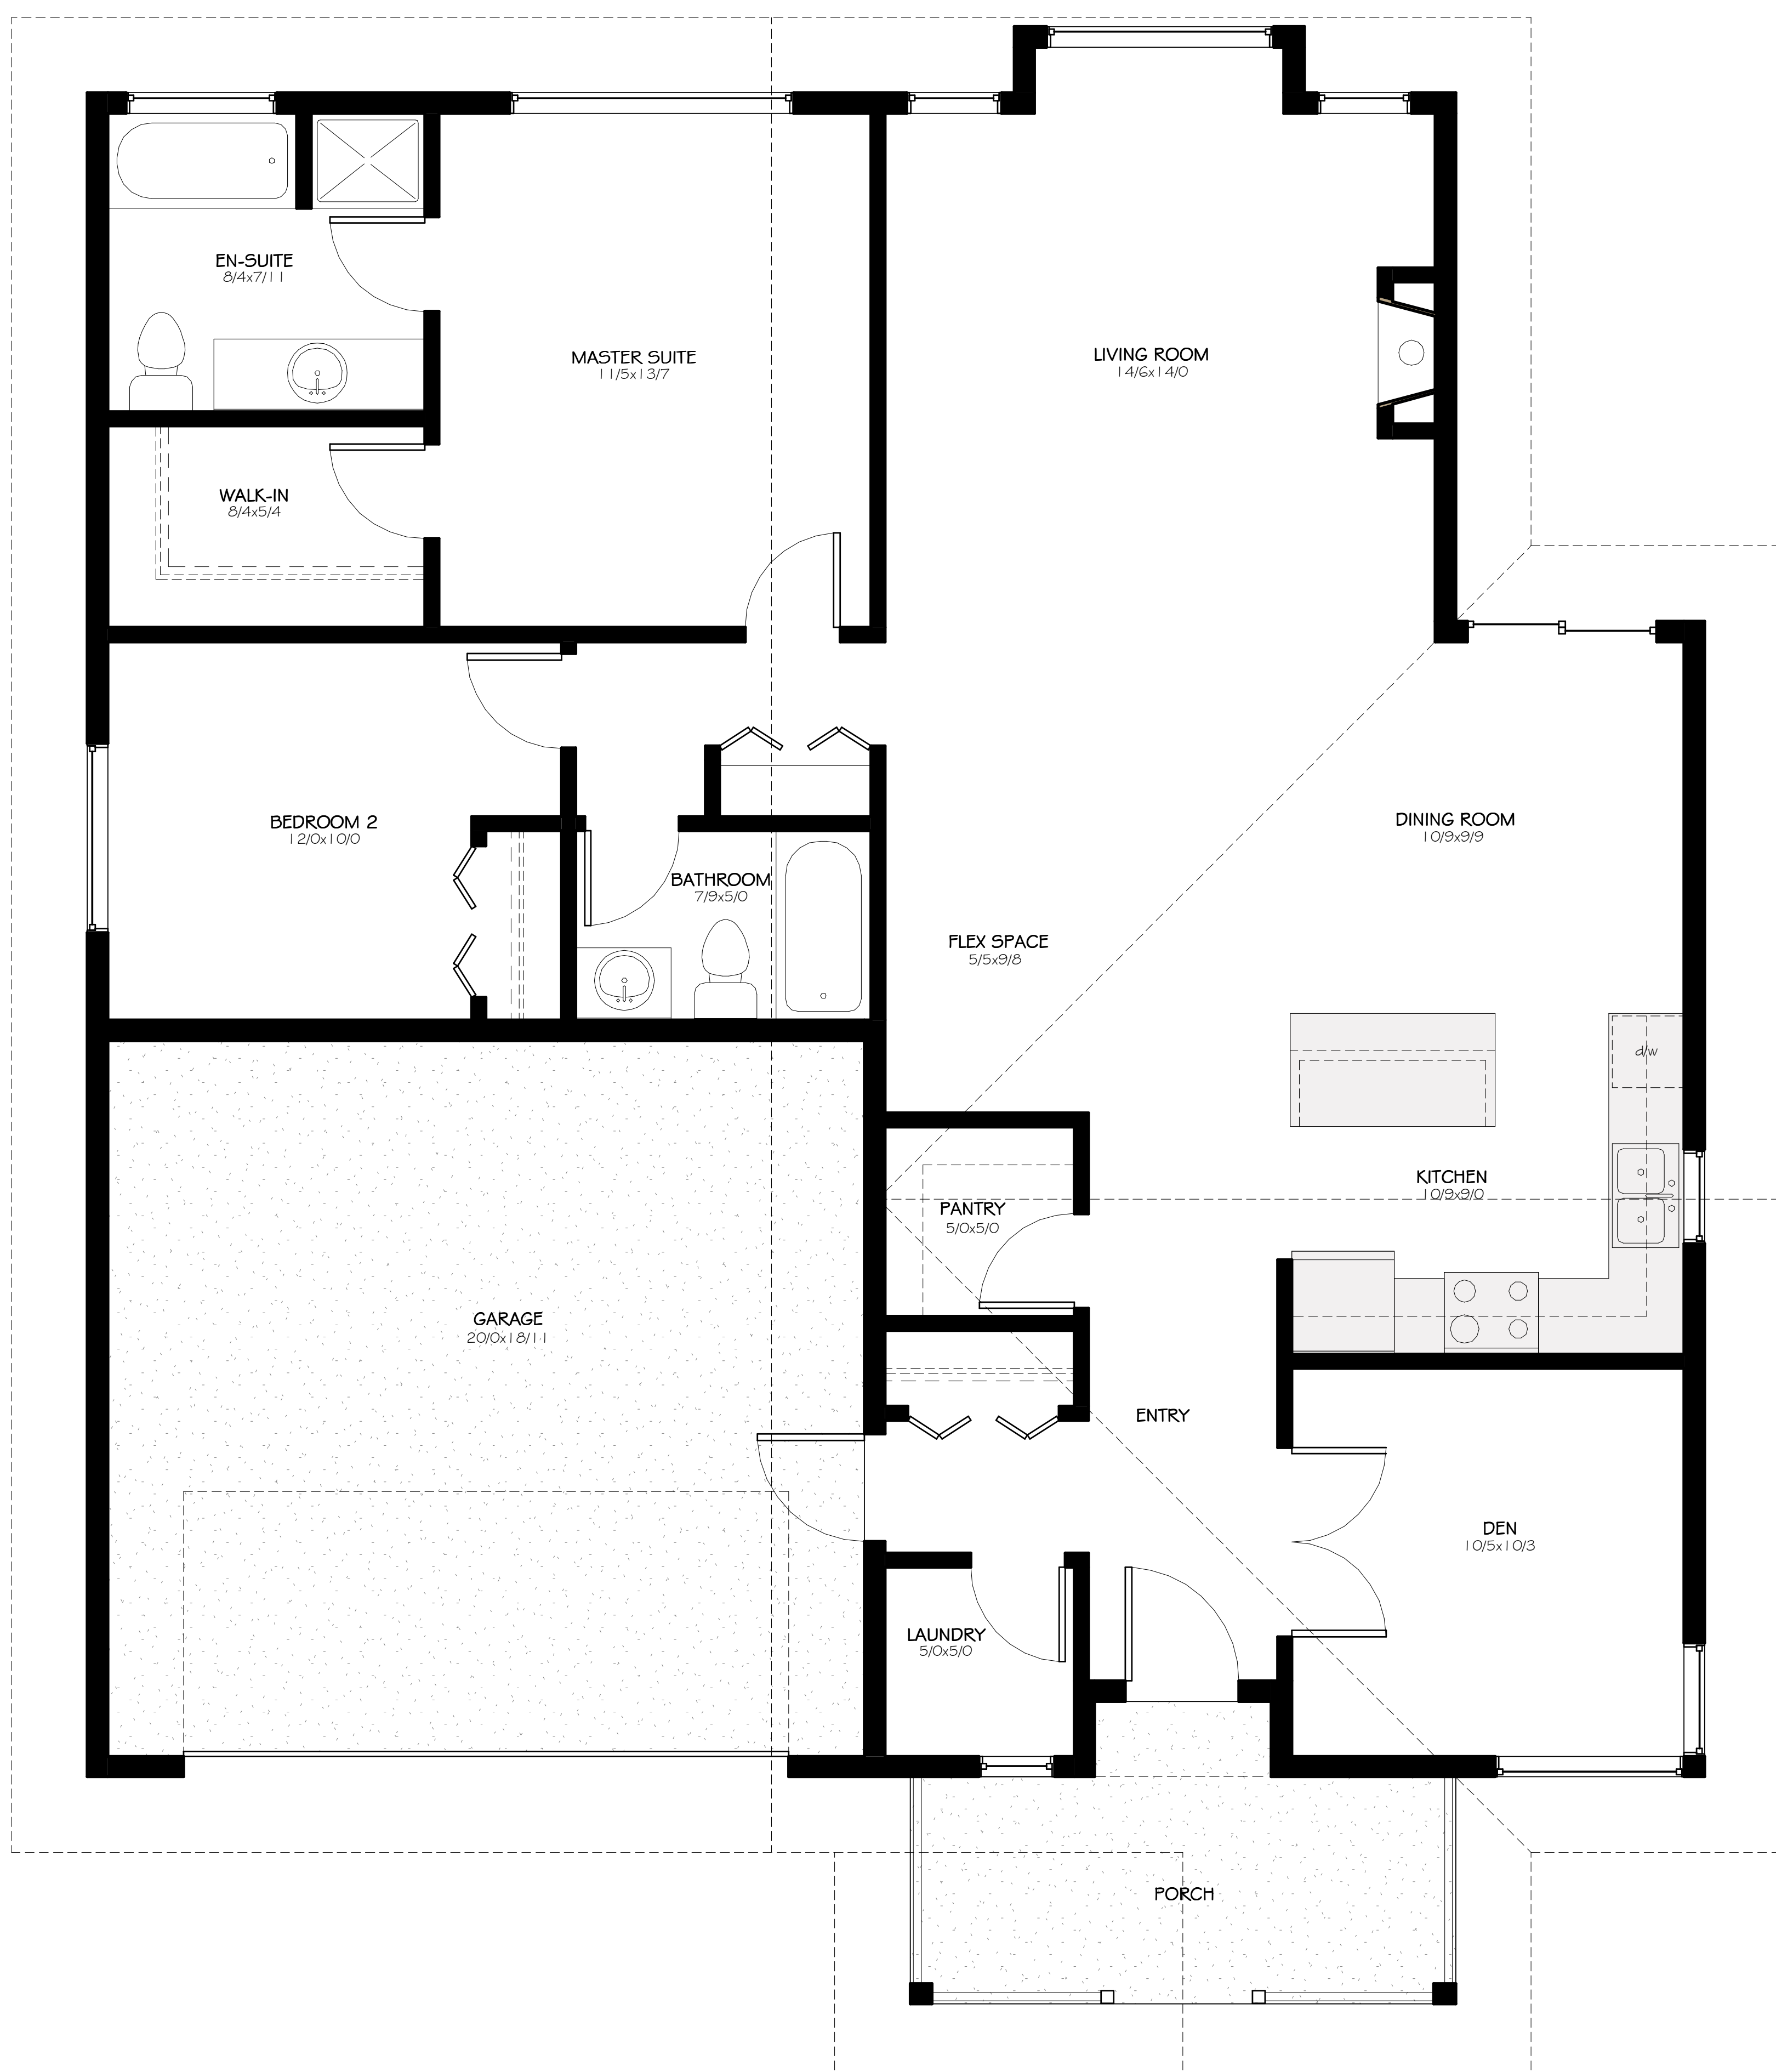 EN-SUITE
8/4x7/11
MASTER SUITE
11/5x13/7
LIVING ROOM
14/6x14/0
WALK-IN
8/4x5/4
BEDROOM 2
12/0x10/0
BATHROOM
7/9x5/0
DINING ROOM
10/9x9/9
FLEX SPACE
5/5x9/8
d/w
KITCHEN
10/9x9/0
PANTRY
5/0x5/0
GARAGE
20/0x18/11
ENTRY
DEN
10/5x10/3
LAUNDRY
5/0x5/0
PORCH